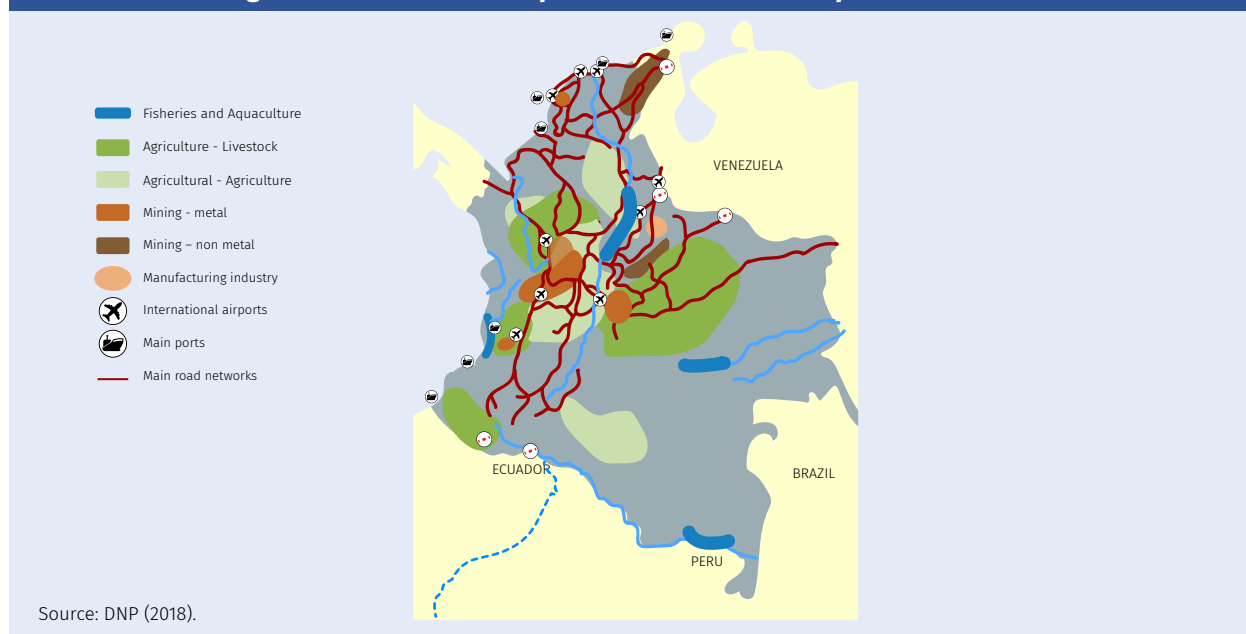 Fisheries and Aquaculture
Agriculture - Livestock
Agricultural - Agriculture
Mining - metal
Mining – non metal
Manufacturing industry
International airports
Main ports
Main road networks
VENEZUELA
ECUADOR
BRAZIL
PERU
Source: DNP (2018).